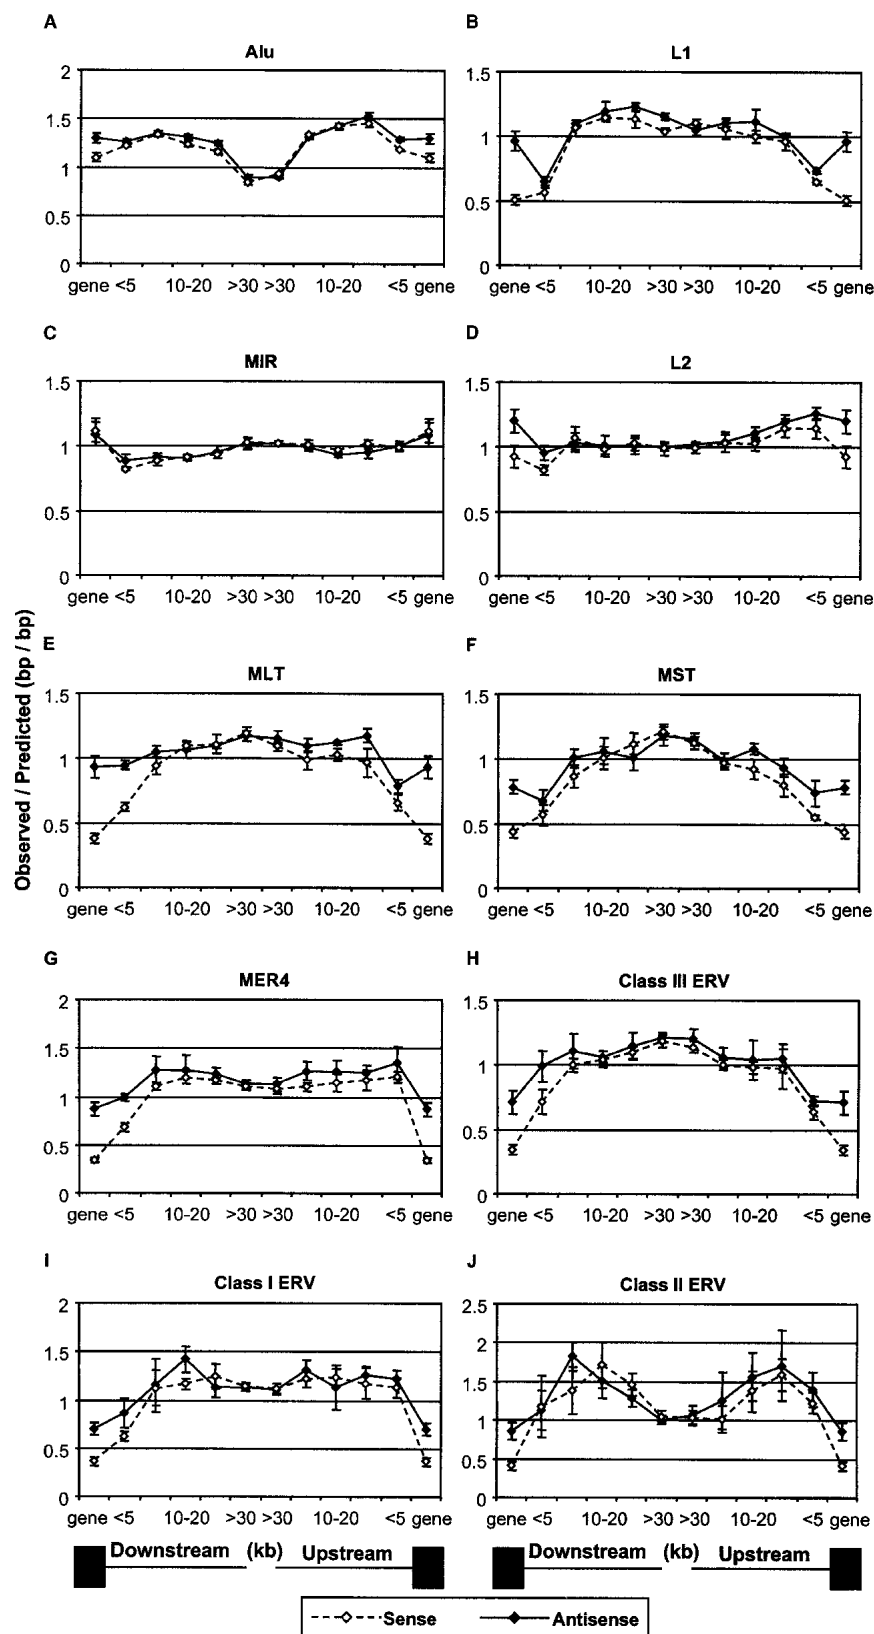 A
Alu
2
1.5
1
0.5
0
gene <5 10-20 >30 >30 10-20 <5 gene
B
L1
1.5
1
0.5
0
gene <5 10-20 >30 >30 10-20 <5 gene
C
MIR
1.5
1
0.5
0
gene <5 10-20 >30 >30 10-20 <5 gene
D
L2
1.5
1
0.5
0
gene <5 10-20 >30 >30 10-20 <5 gene
Observed / Predicted (bp / bp)
E
MLT
1.5
1
0.5
0
gene <5 10-20 >30 >30 10-20 <5 gene
F
MST
1.5
1
0.5
0
gene <5 10-20 >30 >30 10-20 <5 gene
G
MER4
2
1.5
1
0.5
0
gene <5 10-20 >30 >30 10-20 <5 gene
H
Class III ERV
1.5
1
0.5
0
gene <5 10-20 >30 >30 10-20 <5 gene
I
Class I ERV
2
1.5
1
0.5
0
gene <5 10-20 >30 >30 10-20 <5 gene
J
Class II ERV
2.5
2
1.5
1
0.5
0
gene <5 10-20 >30 >30 10-20 <5 gene
Downstream (kb) Upstream
Downstream (kb) Upstream
Sense Antisense